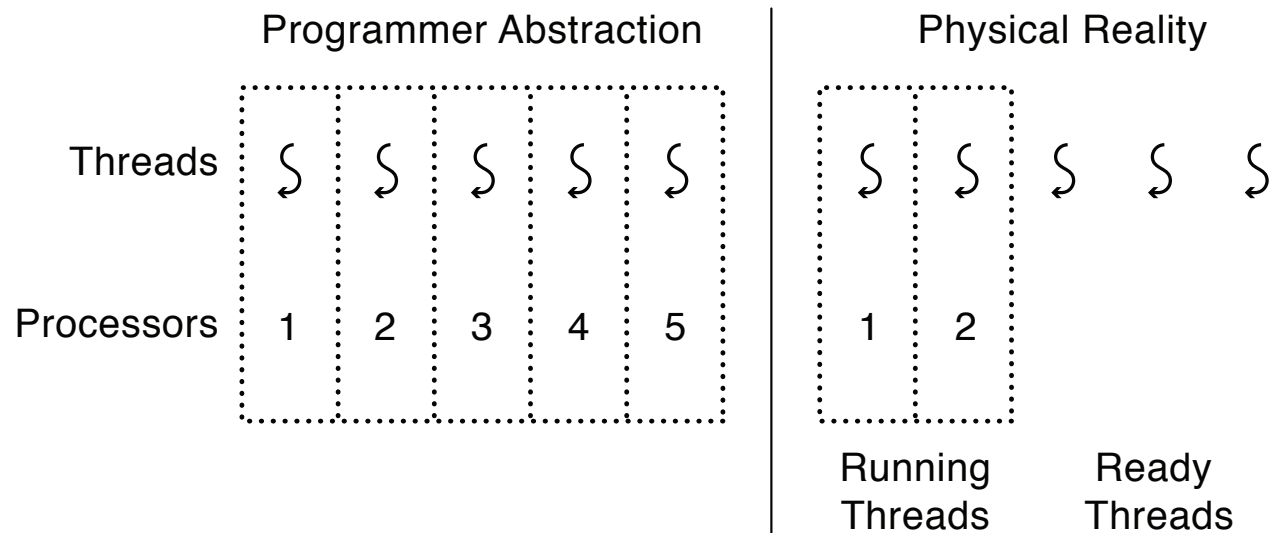 Programmer Abstraction
Physical Reality
Threads
Processors 1 2 3 4 5
1 2
Running
Threads
Ready
Threads